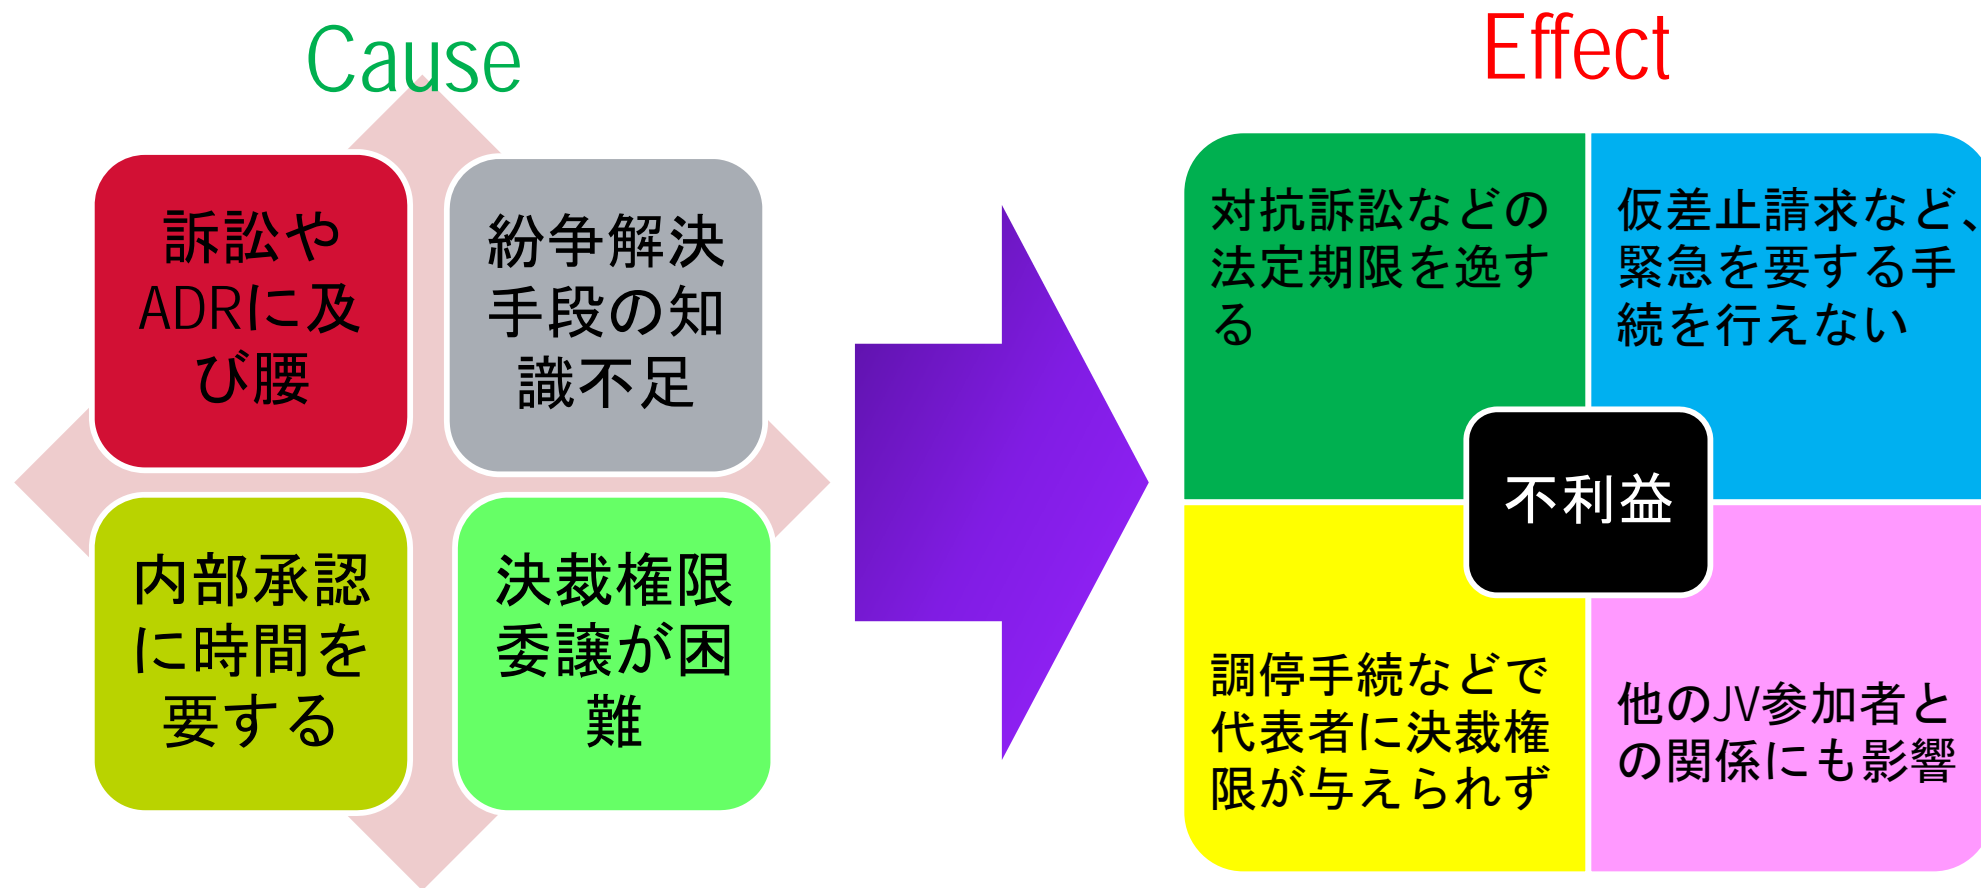 Cause
Effect
訴訟や
ADRに及
び腰
紛争解決
手段の知
識不足
内部承認
に時間を
要する
決裁権限
委譲が困
難
対抗訴訟などの
法定期限を逸す
る
仮差止請求など、
緊急を要する手
続を行えない
不利益
調停手続などで
代表者に決裁権
限が与えられず
他のJV参加者と
の関係にも影響